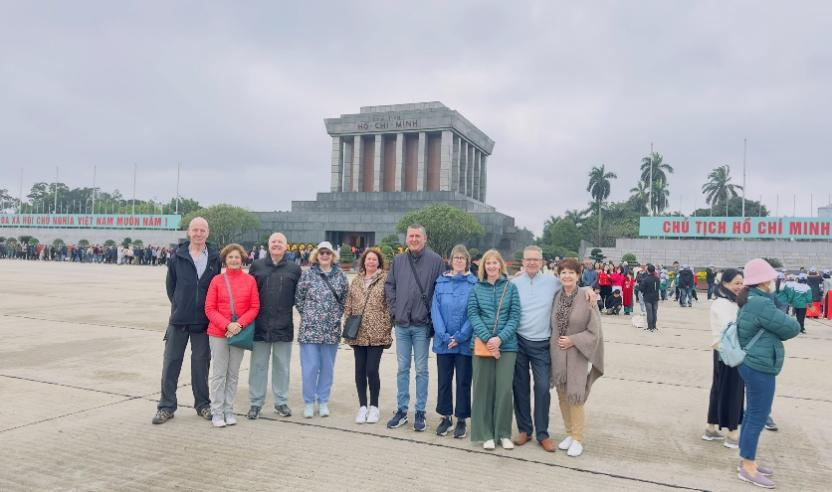 HỒ-CHÍ-MINH
XÃ HỘI CHỦ NGHĨA VIỆT NAM MUÔN NĂM !
CHỦ TỊCH HỒ CHÍ MINH